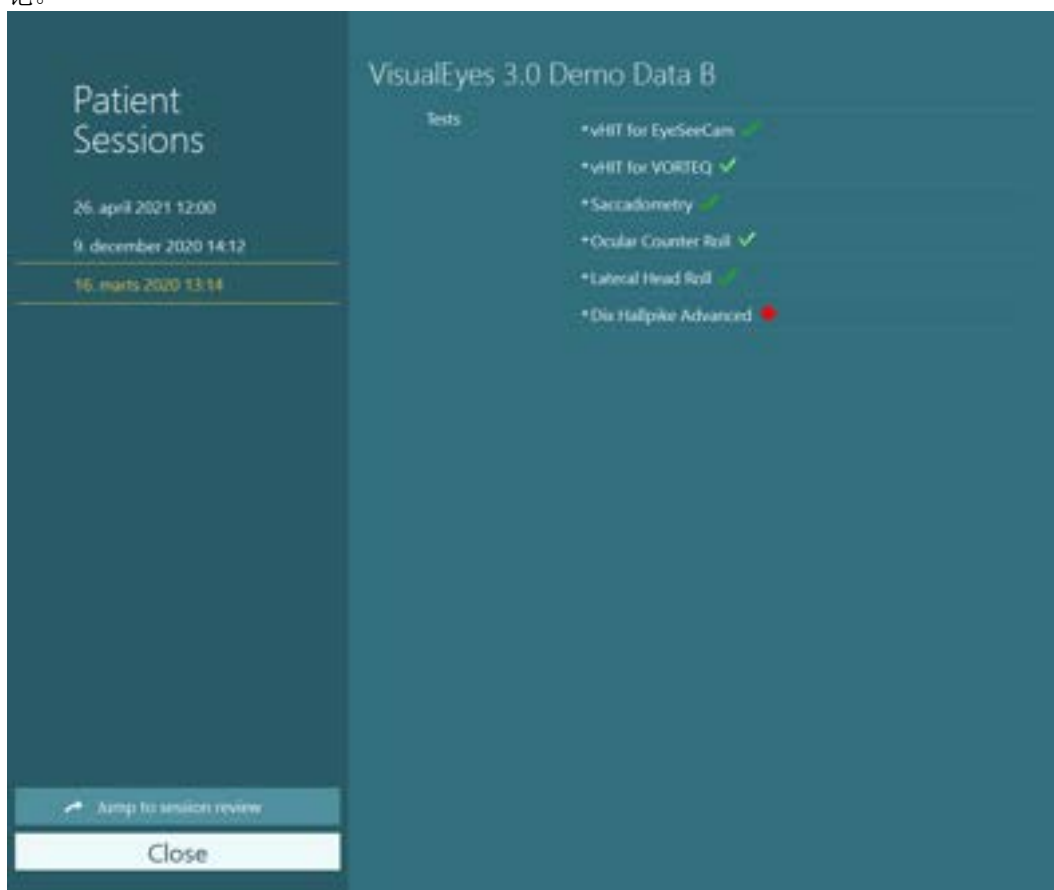 记。
Patient
Sessions
26. april 2021 12:00
9. december 2020 14:12
16. marts 2020 13:14
Jump to session review
Close
VisualEyes 3.0 Demo Data B
Tests
*vHIT for EyeSeeCam
*vHIT for VORTEQ
*Saccadometry
*Ocular Counter Roll
*Lateral Head Roll
*Dix Hallpike Advanced